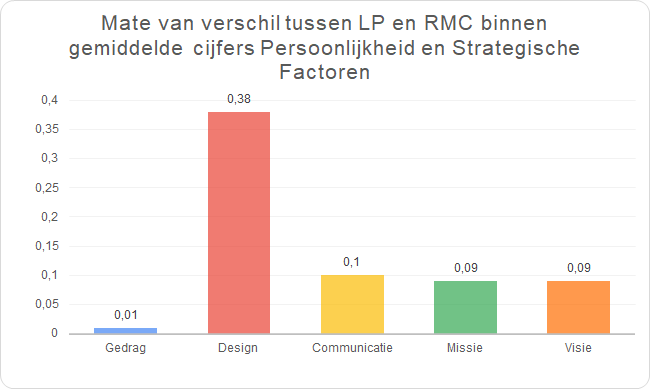 Mate van verschil tussen LP en RMC binnen
gemiddelde cijfers Persoonlijkheid en Strategische
Factoren
0,4
0,35
0,3
0,25
0,2
0,15
0,1
0,05
0
0,01
0,38
0,1
0,09
0,09
Gedrag
Design
Communicatie
Missie
Visie